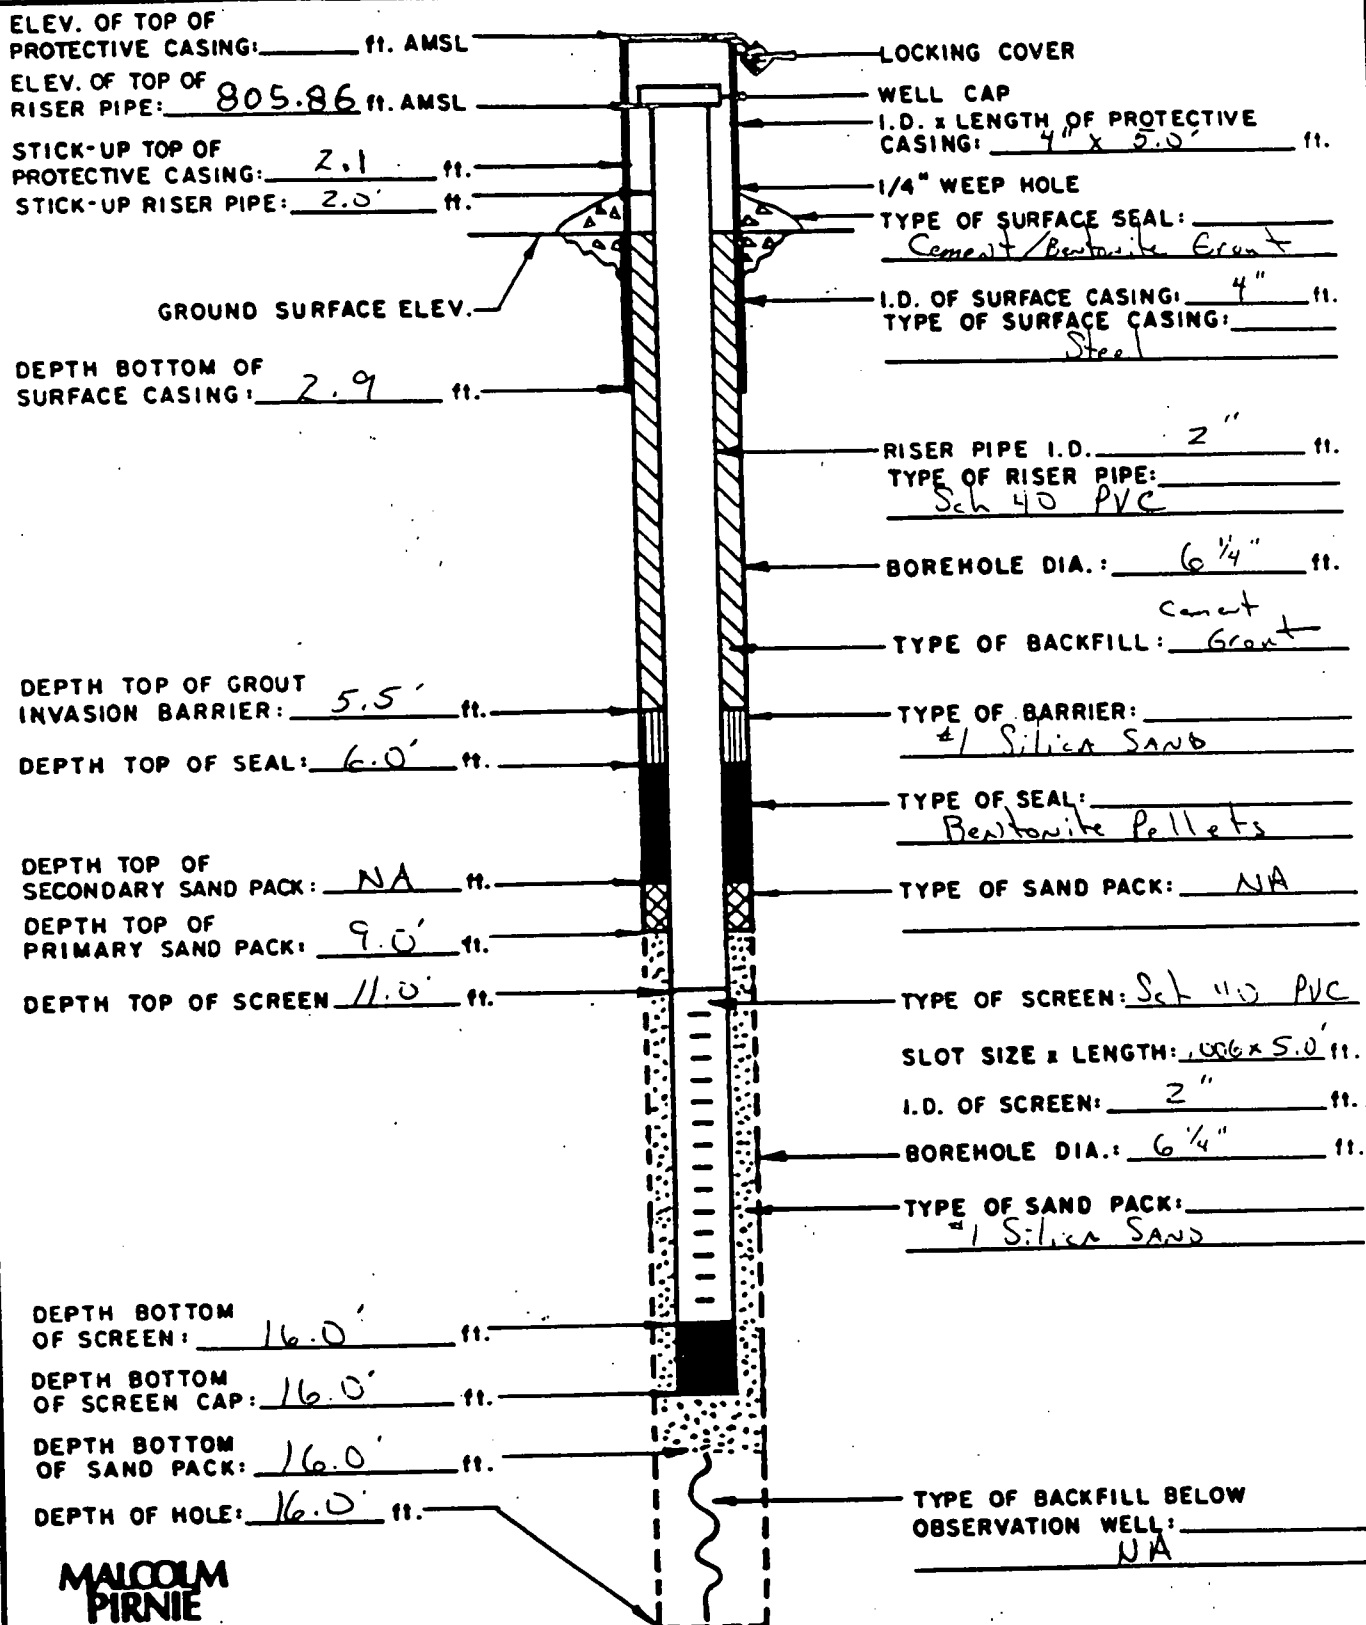 ELEV. OF TOP OF
PROTECTIVE CASING: ft. AMSL
ELEV. OF TOP OF
RISER PIPE: 805.86 ft. AMSL
STICK-UP TOP OF
PROTECTIVE CASING: 2.1 ft.
STICK-UP RISER PIPE: 2.0' ft.
GROUND SURFACE ELEV.
DEPTH BOTTOM OF
SURFACE CASING: 2.9 ft.
DEPTH TOP OF GROUT
INVASION BARRIER: 5.5' ft.
DEPTH TOP OF SEAL: 6.0' ft.
DEPTH TOP OF
SECONDARY SAND PACK: NA ft.
DEPTH TOP OF
PRIMARY SAND PACK: 9.0' ft.
DEPTH TOP OF SCREEN 11.0' ft.
DEPTH BOTTOM
OF SCREEN: 16.0' ft.
DEPTH BOTTOM
OF SCREEN CAP: 16.0' ft.
DEPTH BOTTOM
OF SAND PACK: 16.0' ft.
DEPTH OF HOLE: 16.0' ft.
MALCOLM
PIRNIE
LOCKING COVER
WELL CAP
I.D. x LENGTH OF PROTECTIVE
CASING: 4" x 5.0' ft.
1/4" WEEP HOLE
TYPE OF SURFACE SEAL:
Cement/Bentonite Grout
I.D. OF SURFACE CASING: 4" ft.
TYPE OF SURFACE CASING:
Steel
RISER PIPE I.D. 2" ft.
TYPE OF RISER PIPE:
Sch 40 PVC
BOREHOLE DIA.: 6 1/4" ft.
cement
TYPE OF BACKFILL: Grout
TYPE OF BARRIER:
#1 Silica SAND
TYPE OF SEAL:
Bentonite Pellets
TYPE OF SAND PACK: NA
TYPE OF SCREEN: Sch 40 PVC
SLOT SIZE x LENGTH: .006 x 5.0' ft.
I.D. OF SCREEN: 2" ft.
BOREHOLE DIA.: 6 1/4" ft.
TYPE OF SAND PACK:
#1 Silica SAND
TYPE OF BACKFILL BELOW
OBSERVATION WELL:
NA